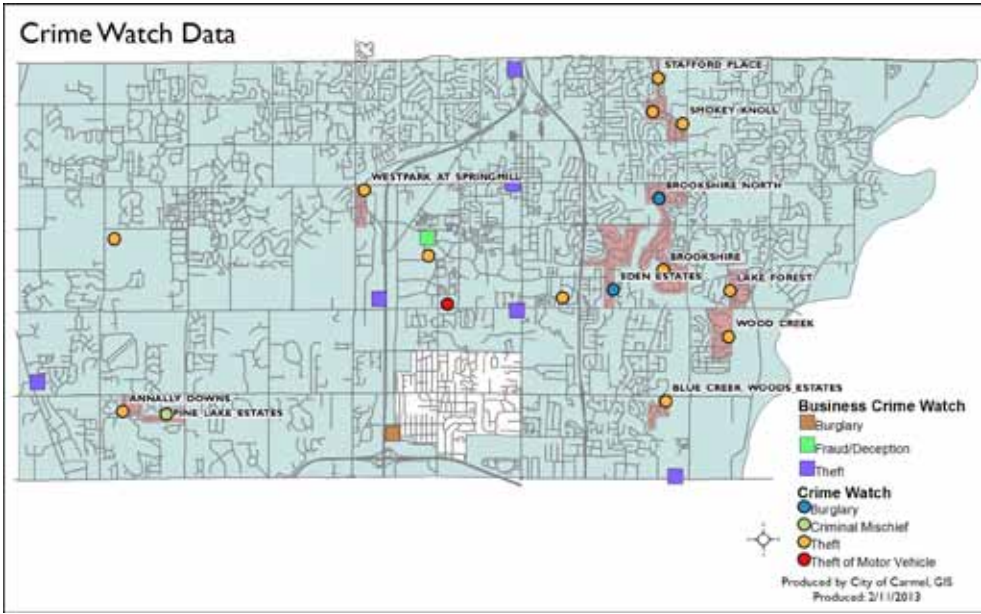 Crime Watch Data
STAFFORD PLACE
SMOKEY KNOLL
WESTPARK AT SPRINGMILL
BROOKSHIRE NORTH
BROOKSHIRE
EDEN ESTATES
LAKE FOREST
WOOD CREEK
BLUE CREEK WOODS ESTATES
ANNALLY DOWNS
PINE LAKE ESTATES
Business Crime Watch
Burglary
Fraud/Deception
Theft
Crime Watch
Burglary
Criminal Mischief
Theft
Theft of Motor Vehicle
Produced by City of Carmel, GIS
Produced: 2/11/2013